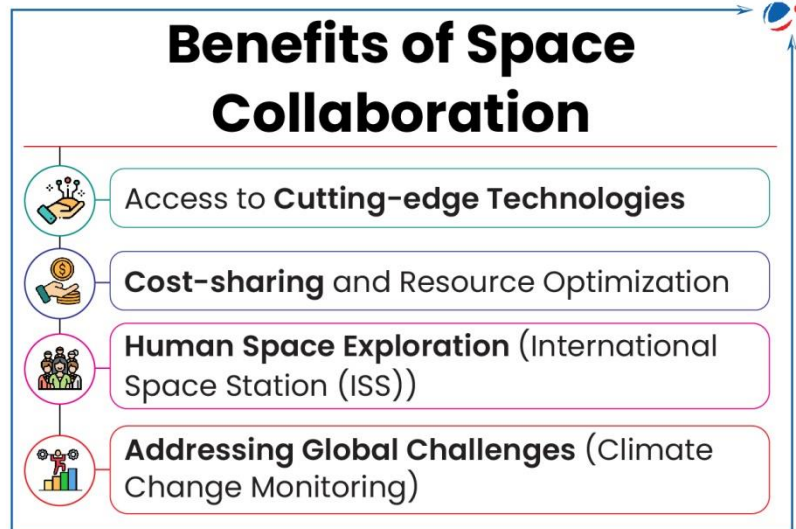 Benefits of Space
Collaboration
Access to Cutting-edge Technologies
Cost-sharing and Resource Optimization
Human Space Exploration (International
Space Station (ISS))
Addressing Global Challenges (Climate
Change Monitoring)